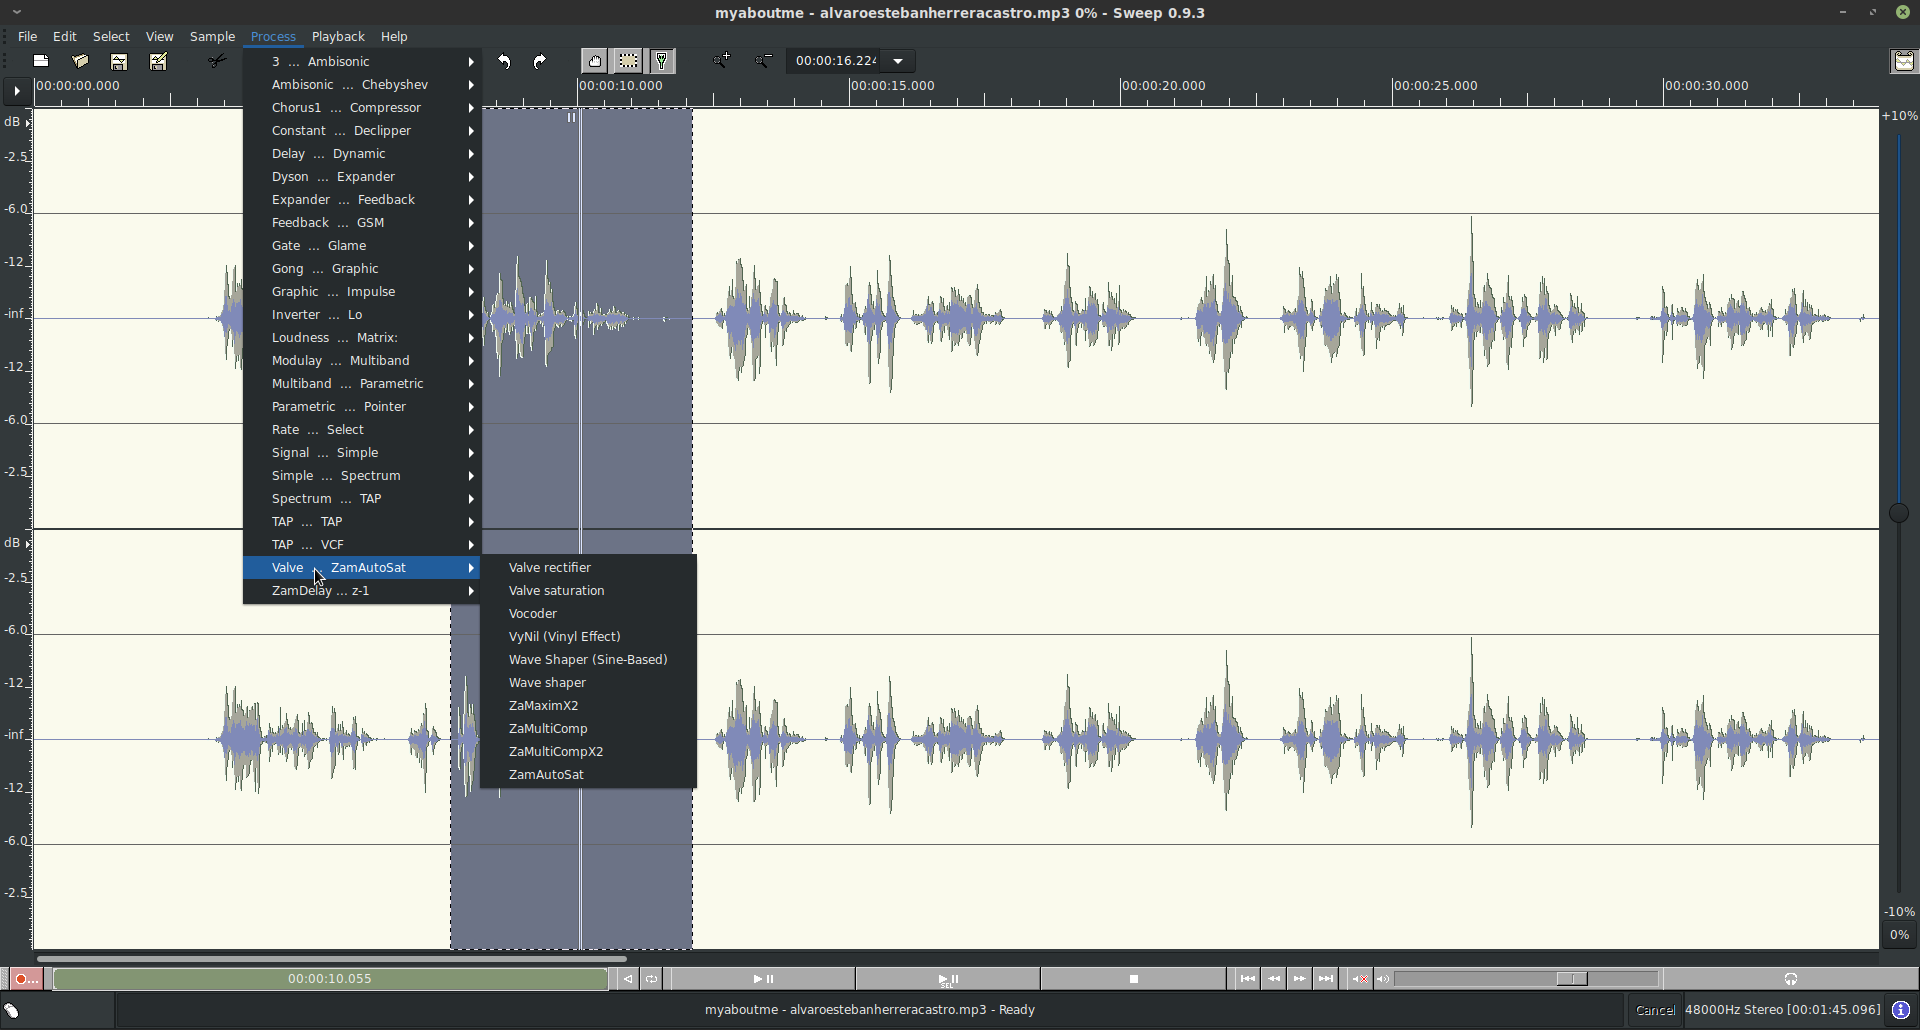 myaboutme - alvaroestebanherreracastro.mp3 0% - Sweep 0.9.3
File Edit Select View Sample Process Playback Help
00:00:16.224
00:00:00.000 00:00:10.000 00:00:15.000 00:00:20.000 00:00:25.000 00:00:30.000
3 ... Ambisonic
Ambisonic ... Chebyshev
Chorus1 ... Compressor
Constant ... Declipper
Delay ... Dynamic
Dyson ... Expander
Expander ... Feedback
Feedback ... GSM
Gate ... Glame
Gong ... Graphic
Graphic ... Impulse
Inverter ... Lo
Loudness ... Matrix:
Modulay ... Multiband
Multiband ... Parametric
Parametric ... Pointer
Rate ... Select
Signal ... Simple
Simple ... Spectrum
Spectrum ... TAP
TAP ... TAP
TAP ... VCF
Valve ... ZamAutoSat
ZamDelay ... z-1
Valve rectifier
Valve saturation
Vocoder
VyNil (Vinyl Effect)
Wave Shaper (Sine-Based)
Wave shaper
ZaMaximX2
ZaMultiComp
ZaMultiCompX2
ZamAutoSat
dB
-2.5
-6.0
-12
-inf
-12
-6.0
-2.5
dB
-2.5
-6.0
-12
-inf
-12
-6.0
-2.5
+10%
-10%
0%
... 00:00:10.055
SEL
myaboutme - alvaroestebanherreracastro.mp3 - Ready
Cancel
48000Hz Stereo [00:01:45.096]